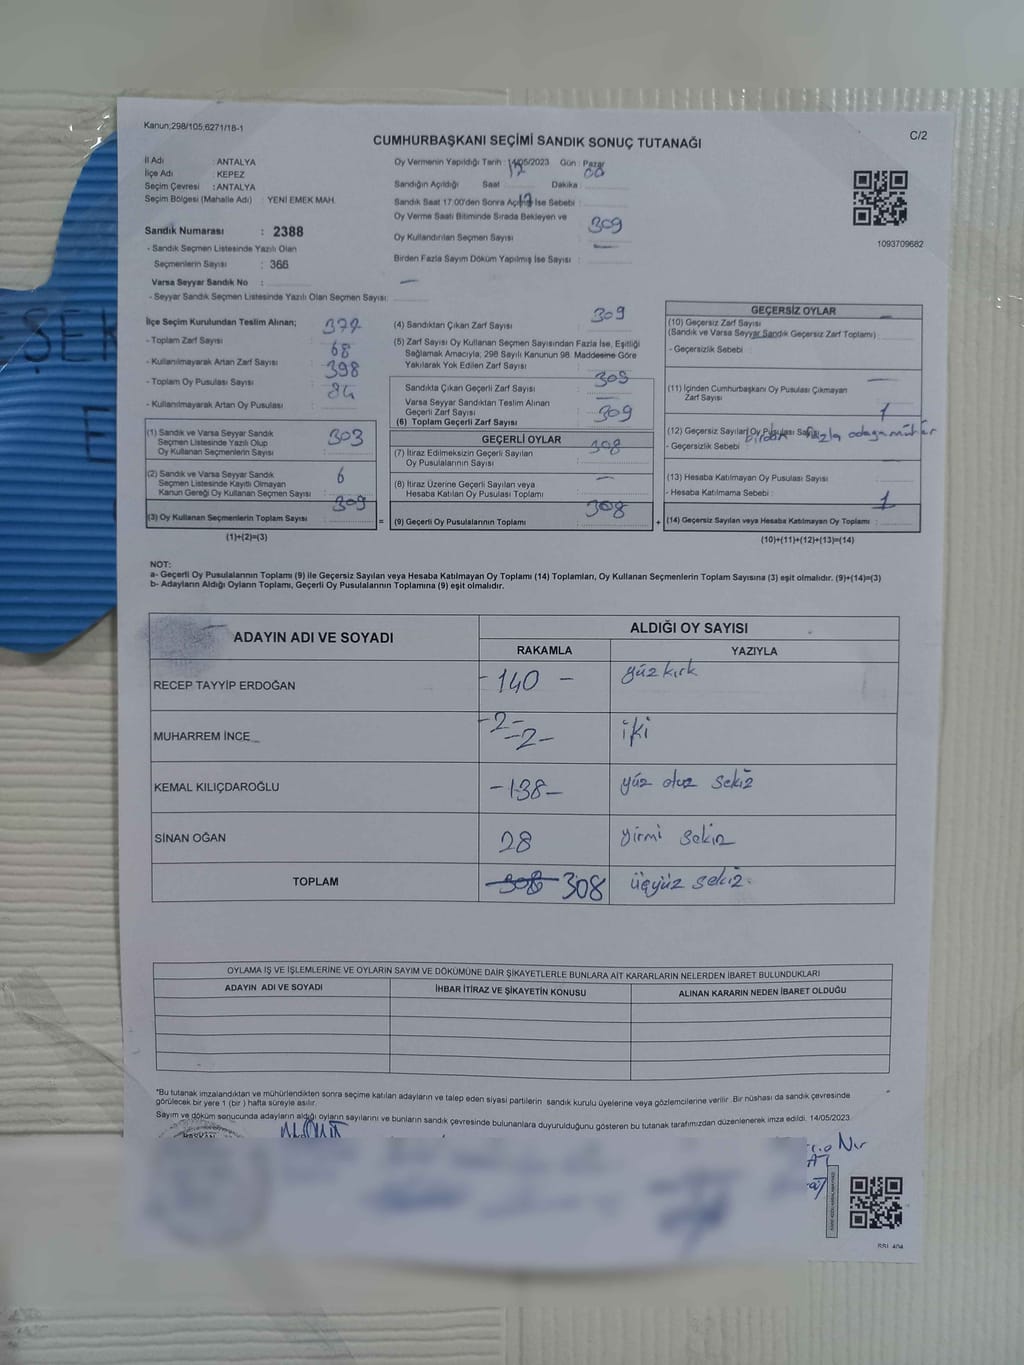 Kanun;298/105,6271/18-1
C/2
CUMHURBAŞKANI SEÇİMİ SANDIK SONUÇ TUTANAĞI
İl Adı : ANTALYA
İlçe Adı : KEPEZ
Seçim Çevresi : ANTALYA
Seçim Bölgesi (Mahalle Adı) : YENİ EMEK MAH.
Sandık Numarası : 2388
- Sandık Seçmen Listesinde Yazılı Olan
Seçmenlerin Sayısı : 366
Varsa Seyyar Sandık No : —
- Seyyar Sandık Seçmen Listesinde Yazılı Olan Seçmen Sayısı:
Oy Vermenin Yapıldığı Tarih : 14/05/2023 Gün : Pazar
Sandığın Açıldığı Saat 17 Dakika 00
Sandık Saat 17:00'den Sonra Açıldı İse Sebebi :
Oy Verme Saati Bitiminde Sırada Bekleyen ve
Oy Kullandırılan Seçmen Sayısı : 309
Birden Fazla Sayım Döküm Yapılmış İse Sayısı : —
1093709682
ŞEK
E
İlçe Seçim Kurulundan Teslim Alınan;
- Toplam Zarf Sayısı : 377
- Kullanılmayarak Artan Zarf Sayısı : 68
- Toplam Oy Pusulası Sayısı : 398
- Kullanılmayarak Artan Oy Pusulası :
(1) Sandık ve Varsa Seyyar Sandık
Seçmen Listesinde Yazılı Olup
Oy Kullanan Seçmenlerin Sayısı : 303
(2) Sandık ve Varsa Seyyar Sandık
Seçmen Listesinde Kayıtlı Olmayan
Kanun Gereği Oy Kullanan Seçmen Sayısı : 6
(3) Oy Kullanan Seçmenlerin Toplam Sayısı : 309
(1)+(2)=(3)
=
(4) Sandıktan Çıkan Zarf Sayısı : 309
(5) Zarf Sayısı Oy Kullanan Seçmen Sayısından Fazla İse, Eşitliği
Sağlamak Amacıyla, 298 Sayılı Kanunun 98. Maddesine Göre
Yakılarak Yok Edilen Zarf Sayısı : —
Sandıkta Çıkan Geçerli Zarf Sayısı : 309
Varsa Seyyar Sandıktan Teslim Alınan
Geçerli Zarf Sayısı : —
(6) Toplam Geçerli Zarf Sayısı : 309
GEÇERLİ OYLAR
(7) İtiraz Edilmeksizin Geçerli Sayılan
Oy Pusulalarının Sayısı : 308
(8) İtiraz Üzerine Geçerli Sayılan veya
Hesaba Katılan Oy Pusulası Toplamı : —
(9) Geçerli Oy Pusulalarının Toplamı : 308
+
GEÇERSİZ OYLAR
(10) Geçersiz Zarf Sayısı
(Sandık ve Varsa Seyyar Sandık Geçersiz Zarf Toplamı) : —
- Geçersizlik Sebebi
(11) İçinden Cumhurbaşkanı Oy Pusulası Çıkmayan
Zarf Sayısı —
(12) Geçersiz Sayılan Oy Pusulası Sayısı 1
- Geçersizlik Sebebi birden fazla adaya mühür
(13) Hesaba Katılmayan Oy Pusulası Sayısı —
- Hesaba Katılmama Sebebi :
(14) Geçersiz Sayılan veya Hesaba Katılmayan Oy Toplamı : 1
(10)+(11)+(12)+(13)=(14)
NOT:
a- Geçerli Oy Pusulalarının Toplamı (9) ile Geçersiz Sayılan veya Hesaba Katılmayan Oy Toplamı (14) Toplamları, Oy Kullanan Seçmenlerin Toplam Sayısına (3) eşit olmalıdır. (9)+(14)=(3)
b- Adayların Aldığı Oyların Toplamı, Geçerli Oy Pusulalarının Toplamına (9) eşit olmalıdır.
ADAYIN ADI VE SOYADI
ALDIĞI OY SAYISI
RAKAMLA YAZIYLA
RECEP TAYYİP ERDOĞAN - 140 - yüz kırk
MUHARREM İNCE -2- -2- iki
KEMAL KILIÇDAROĞLU -138- yüz otuz sekiz
SİNAN OĞAN 28 yirmi sekiz
TOPLAM 308 308 üçyüz sekiz
OYLAMA İŞ VE İŞLEMLERİNE VE OYLARIN SAYIM VE DÖKÜMÜNE DAİR ŞİKAYETLERLE BUNLARA AİT KARARLARIN NELERDEN İBARET BULUNDUKLARI
ADAYIN ADI VE SOYADI İHBAR İTİRAZ VE ŞİKAYETİN KONUSU ALINAN KARARIN NEDEN İBARET OLDUĞU
"Bu tutanak imzalandıktan ve mühürlendikten sonra seçime katılan adayların ve talep eden siyasi partilerin sandık kurulu üyelerine veya gözlemcilerine verilir. Bir nüshası da sandık çevresinde
görülecek bir yere 1 (bir ) hafta süreyle asılır.
Sayım ve döküm sonucunda adayların aldığı oyların sayılarını ve bunların sandık çevresinde bulunanlara duyurulduğunu gösteren bu tutanak tarafımızdan düzenlenerek imza edildi. 14/05/2023
BAŞKAN